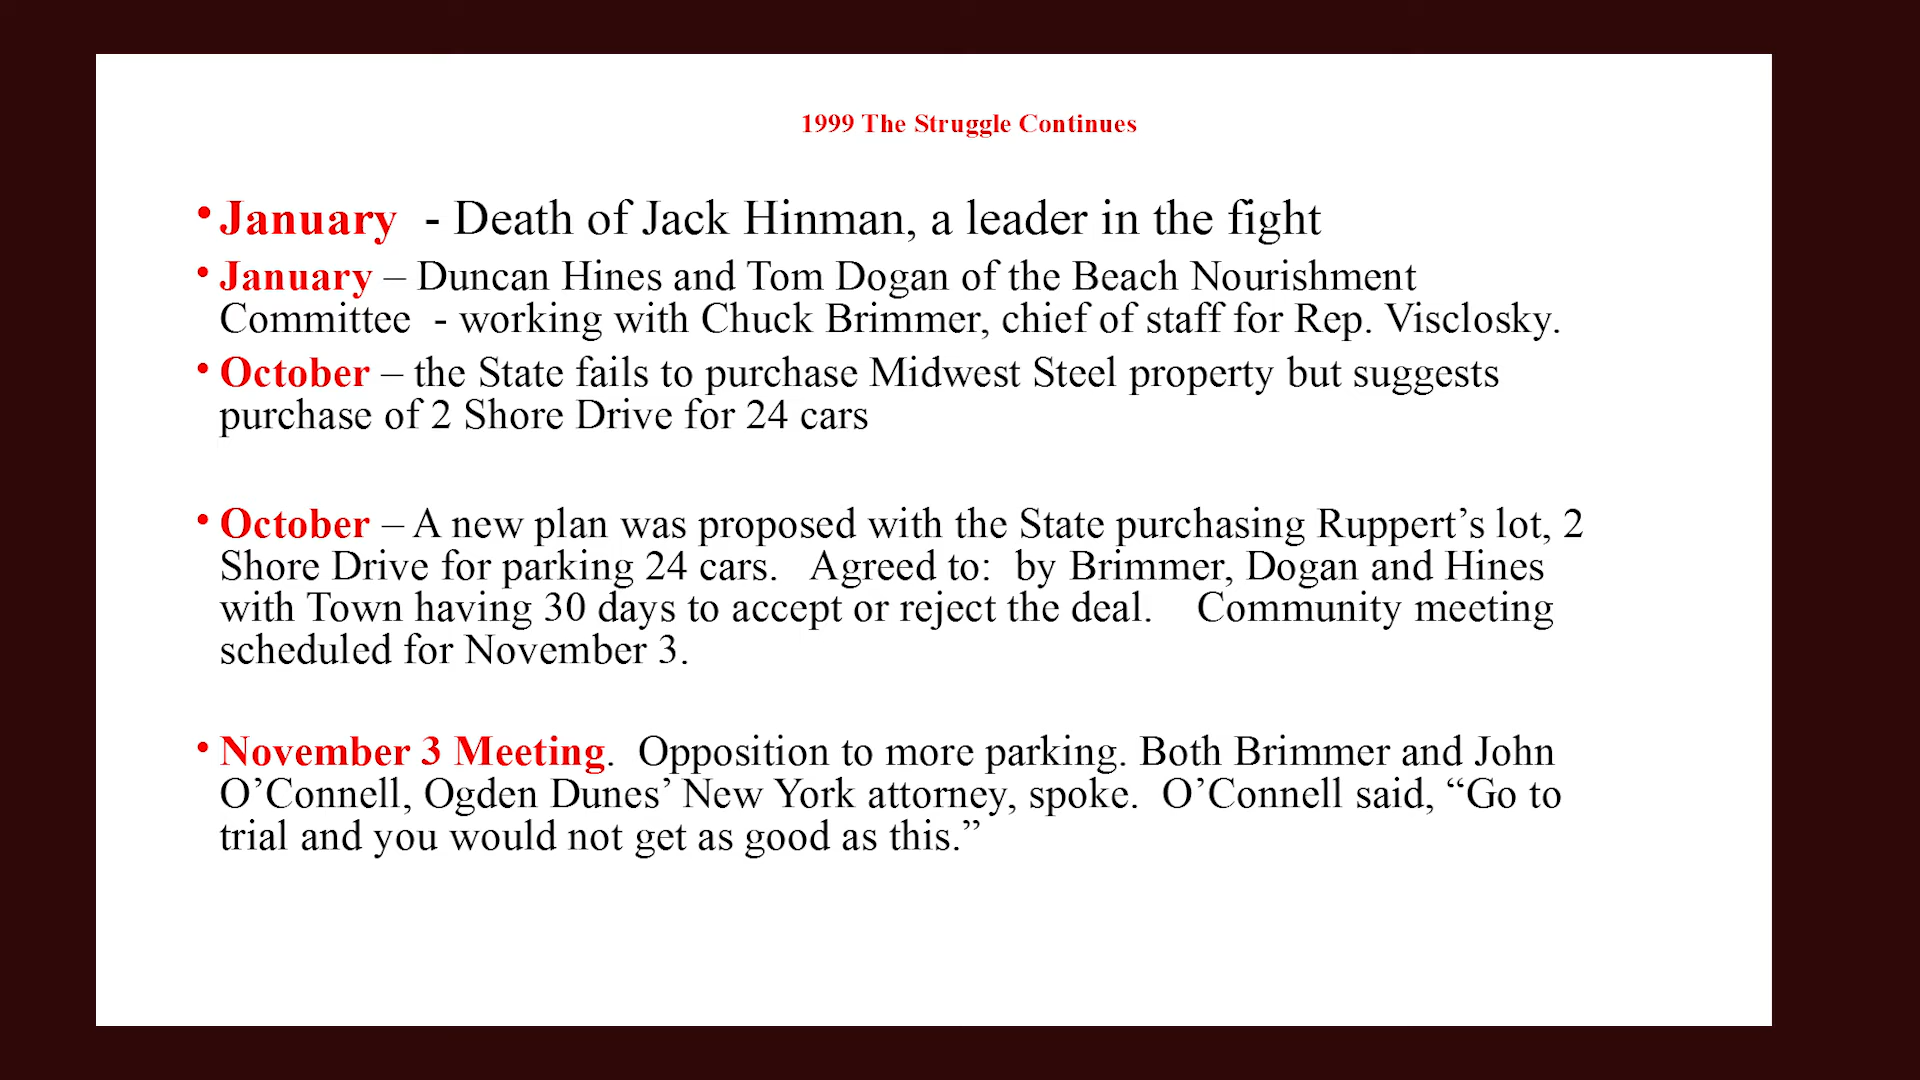 1999 The Struggle Continues
• January - Death of Jack Hinman, a leader in the fight
• January – Duncan Hines and Tom Dogan of the Beach Nourishment
Committee - working with Chuck Brimmer, chief of staff for Rep. Visclosky.
• October – the State fails to purchase Midwest Steel property but suggests
purchase of 2 Shore Drive for 24 cars
• October – A new plan was proposed with the State purchasing Ruppert’s lot, 2
Shore Drive for parking 24 cars. Agreed to: by Brimmer, Dogan and Hines
with Town having 30 days to accept or reject the deal. Community meeting
scheduled for November 3.
• November 3 Meeting. Opposition to more parking. Both Brimmer and John
O’Connell, Ogden Dunes’ New York attorney, spoke. O’Connell said, “Go to
trial and you would not get as good as this.”